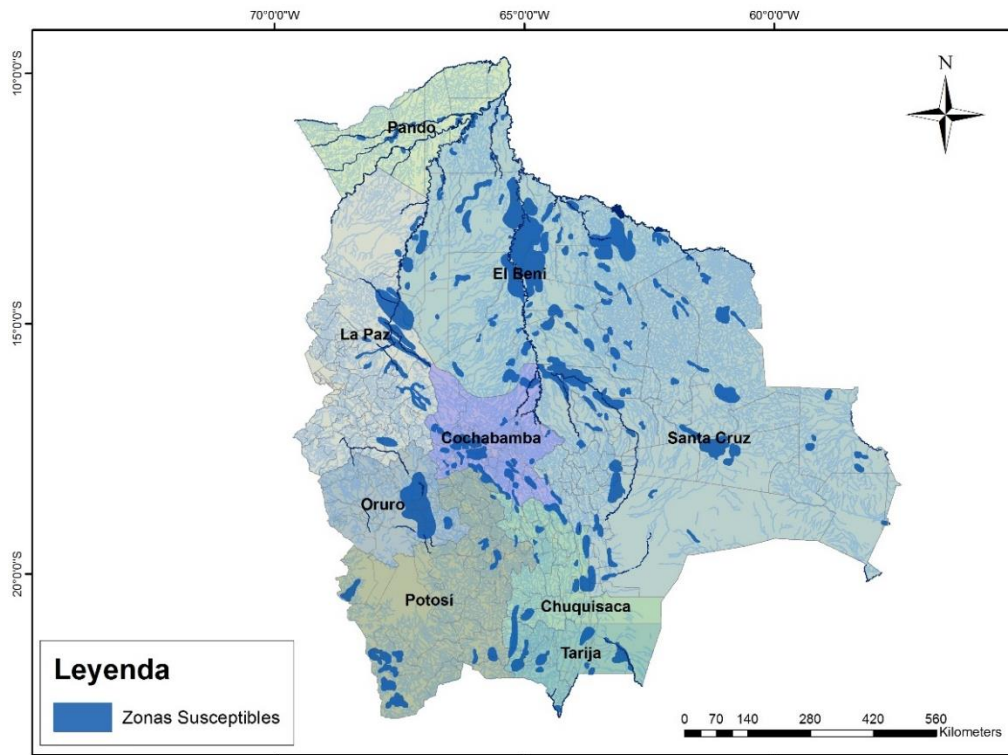 70°0'0"W 65°0'0"W 60°0'0"W
10°0'0"S
N
Pando
El Beni
15°0'0"S
La Paz
Cochabamba
Santa Cruz
Oruro
20°0'0"S
Potosí
Chuquisaca
Tarija
Leyenda
Zonas Susceptibles
0 70 140 280 420 560
Kilometers